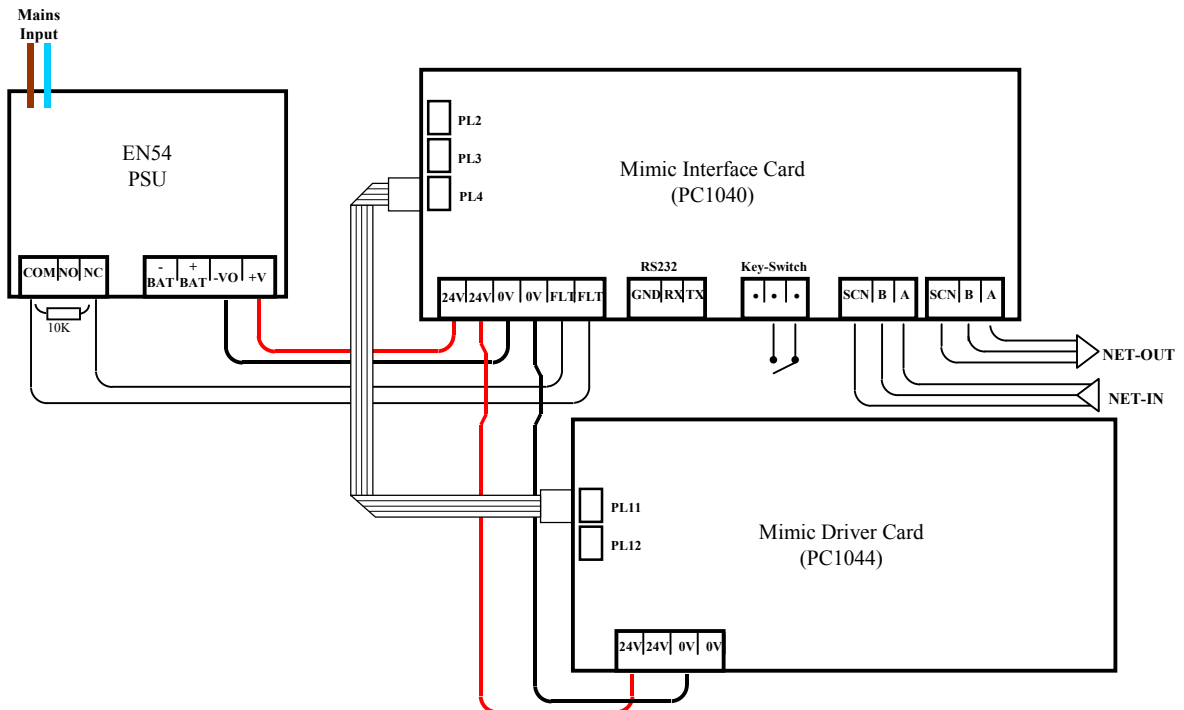 Mains
Input
EN54
PSU
COM NO NC
- BAT + BAT -VO +V
10K
PL2
PL3
PL4
Mimic Interface Card
(PC1040)
RS232
Key-Switch
24V 24V 0V 0V FLT FLT
GND RX TX
SCN B A
SCN B A
NET-OUT
NET-IN
PL11
PL12
Mimic Driver Card
(PC1044)
24V 24V 0V 0V